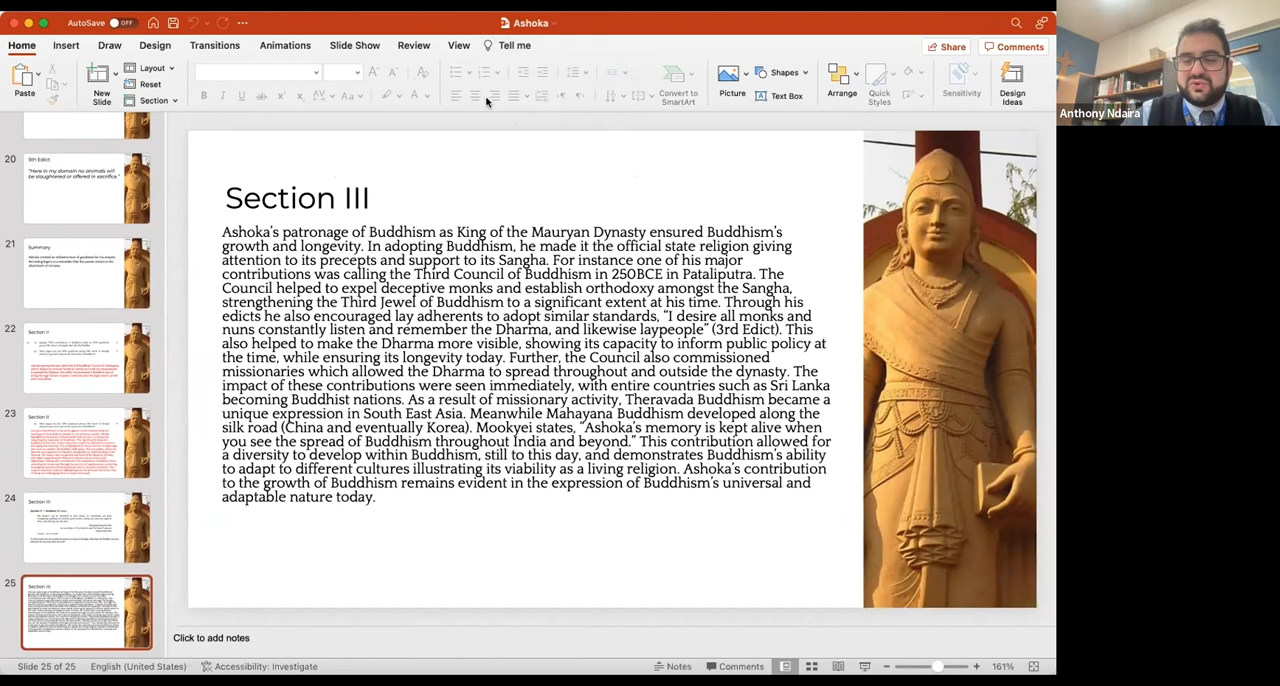 AutoSave OFF
Ashoka
Home Insert Draw Design Transitions Animations Slide Show Review View Tell me
Share Comments
Paste
New Slide
Layout
Reset
Section
Convert to SmartArt
Picture
Shapes
Text Box
Arrange
Quick Styles
Sensitivity
Design Ideas
Anthony Ndaira
20
5th Edict
"Here in my domain no animals will be slaughtered or offered in sacrifice."
21
Summary
22
Section II
23
Section II
24
Section III
25
Section III
Section III
Ashoka's patronage of Buddhism as King of the Mauryan Dynasty ensured Buddhism's
growth and longevity. In adopting Buddhism, he made it the official state religion giving
attention to its precepts and support to its Sangha. For instance one of his major
contributions was calling the Third Council of Buddhism in 250BCE in Pataliputra. The
Council helped to expel deceptive monks and establish orthodoxy amongst the Sangha,
strengthening the Third Jewel of Buddhism to a significant extent at his time. Through his
edicts he also encouraged lay adherents to adopt similar standards, "I desire all monks and
nuns constantly listen and remember the Dharma, and likewise laypeople" (3rd Edict). This
also helped to make the Dharma more visible, showing its capacity to inform public policy at
the time, while ensuring its longevity today. Further, the Council also commissioned
missionaries which allowed the Dharma to spread throughout and outside the dynasty. The
impact of these contributions were seen immediately, with entire countries such as Sri Lanka
becoming Buddhist nations. As a result of missionary activity, Theravada Buddhism became a
unique expression in South East Asia. Meanwhile Mahayana Buddhism developed along the
silk road (China and eventually Korea). Moryei states, "Ashoka's memory is kept alive when
you see the spread of Buddhism throughout India and beyond." This contribution allowed for
a diversity to develop within Buddhism, till this day, and demonstrates Buddhism's ability
to adapt to different cultures illustrating its viability as a living religion. Ashoka's contribution
to the growth of Buddhism remains evident in the expression of Buddhism's universal and
adaptable nature today.
Click to add notes
Slide 25 of 25 English (United States) Accessibility: Investigate Notes Comments 161%